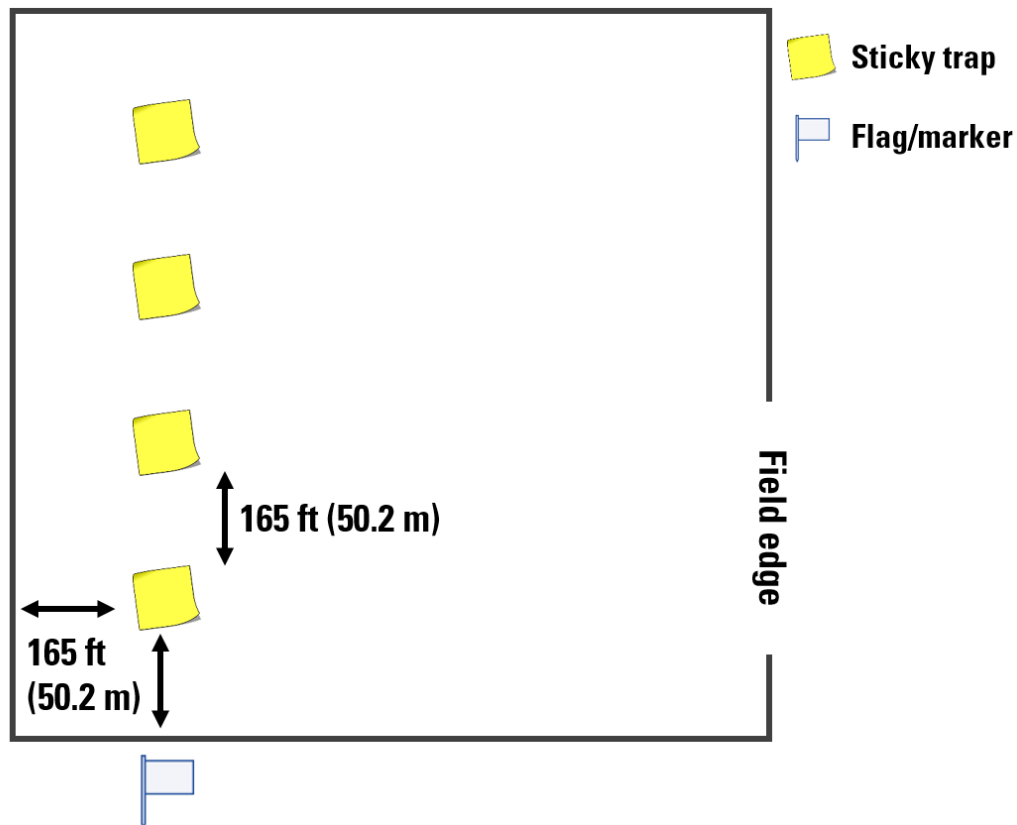 Sticky trap
Flag/marker
165 ft (50.2 m)
Field edge
165 ft
(50.2 m)